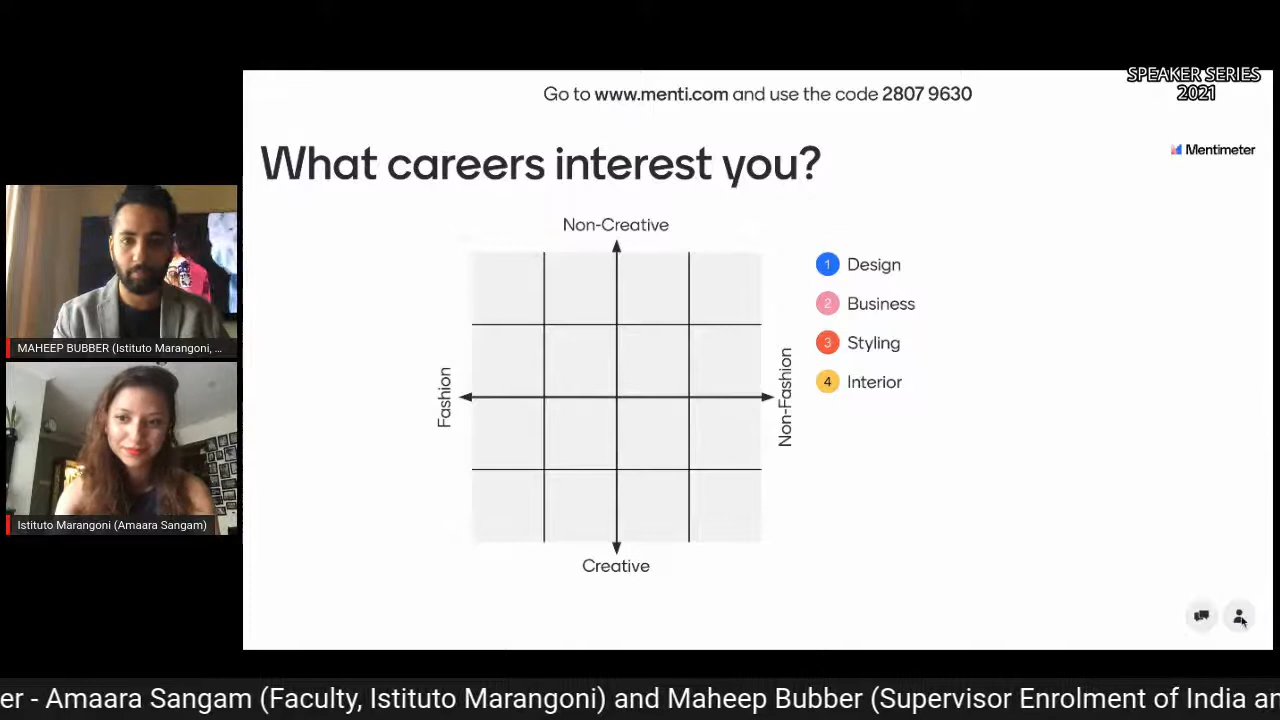 SPEAKER SERIES
2021
Go to www.menti.com and use the code 2807 9630
Mentimeter
What careers interest you?
Non-Creative
Fashion
Non-Fashion
Creative
1 Design
2 Business
3 Styling
4 Interior
MAHEEP BUBBER (Istituto Marangoni, ...
Istituto Marangoni (Amaara Sangam)
er - Amaara Sangam (Faculty, Istituto Marangoni) and Maheep Bubber (Supervisor Enrolment of India an